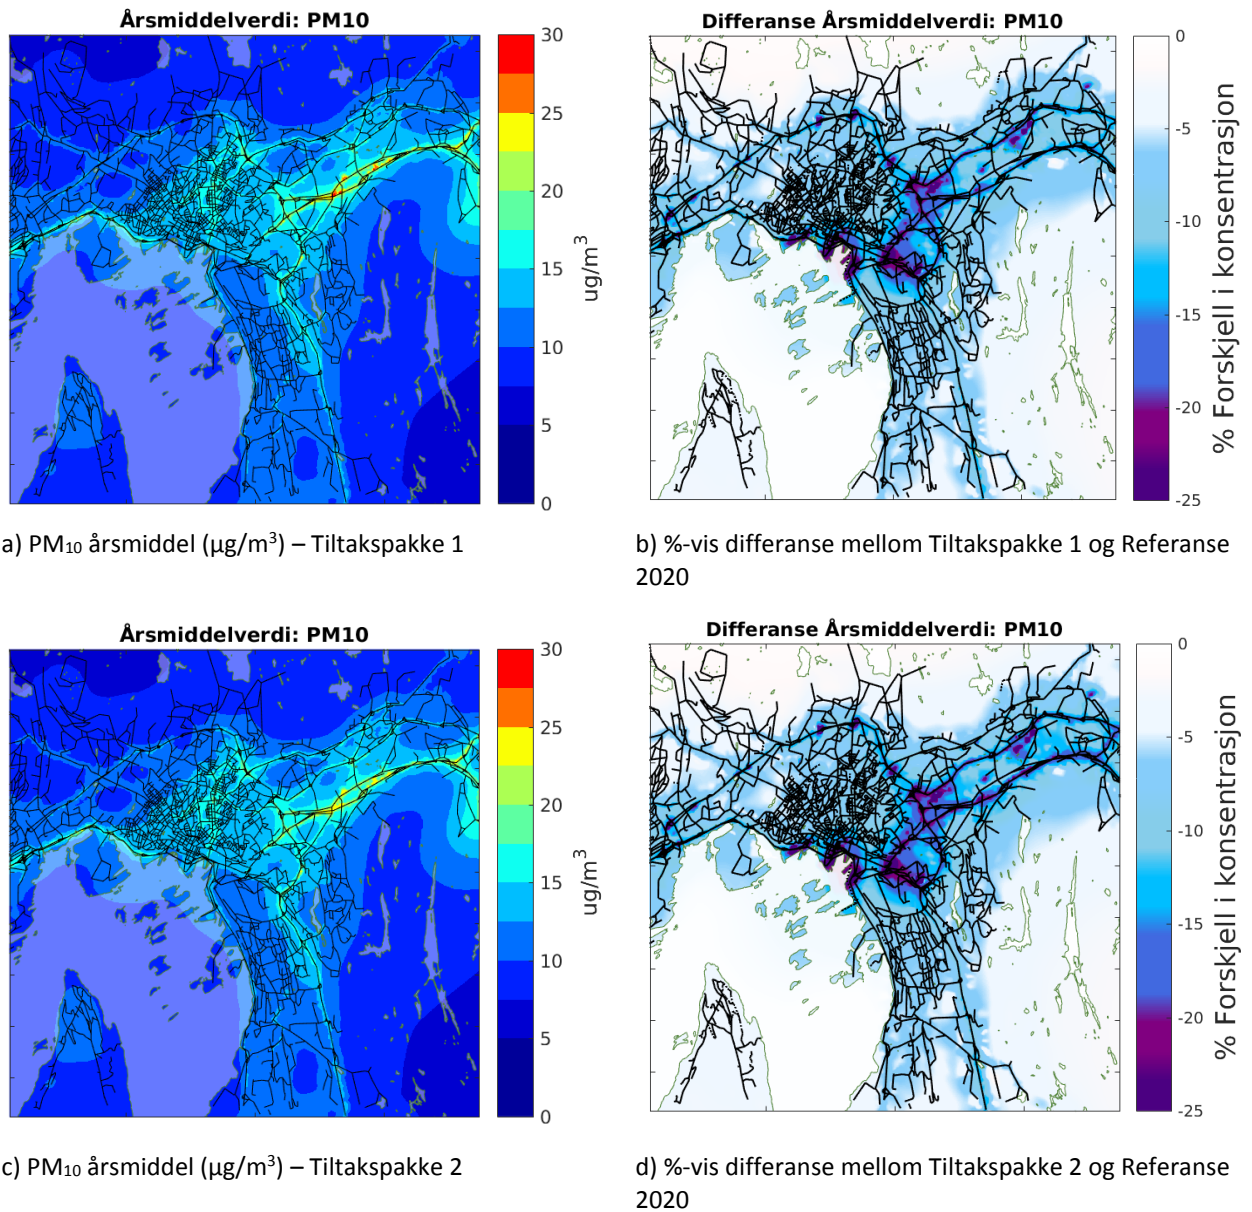 Årsmiddelverdi: PM10
30
25
20
15
10
5
0
ug/m³
Differanse Årsmiddelverdi: PM10
0
-5
-10
-15
-20
-25
% Forskjell i konsentrasjon
a) PM₁₀ årsmiddel (µg/m³) – Tiltakspakke 1
b) %-vis differanse mellom Tiltakspakke 1 og Referanse
2020
Årsmiddelverdi: PM10
30
25
20
15
10
5
0
ug/m³
Differanse Årsmiddelverdi: PM10
0
-5
-10
-15
-20
-25
% Forskjell i konsentrasjon
c) PM₁₀ årsmiddel (µg/m³) – Tiltakspakke 2
d) %-vis differanse mellom Tiltakspakke 2 og Referanse
2020